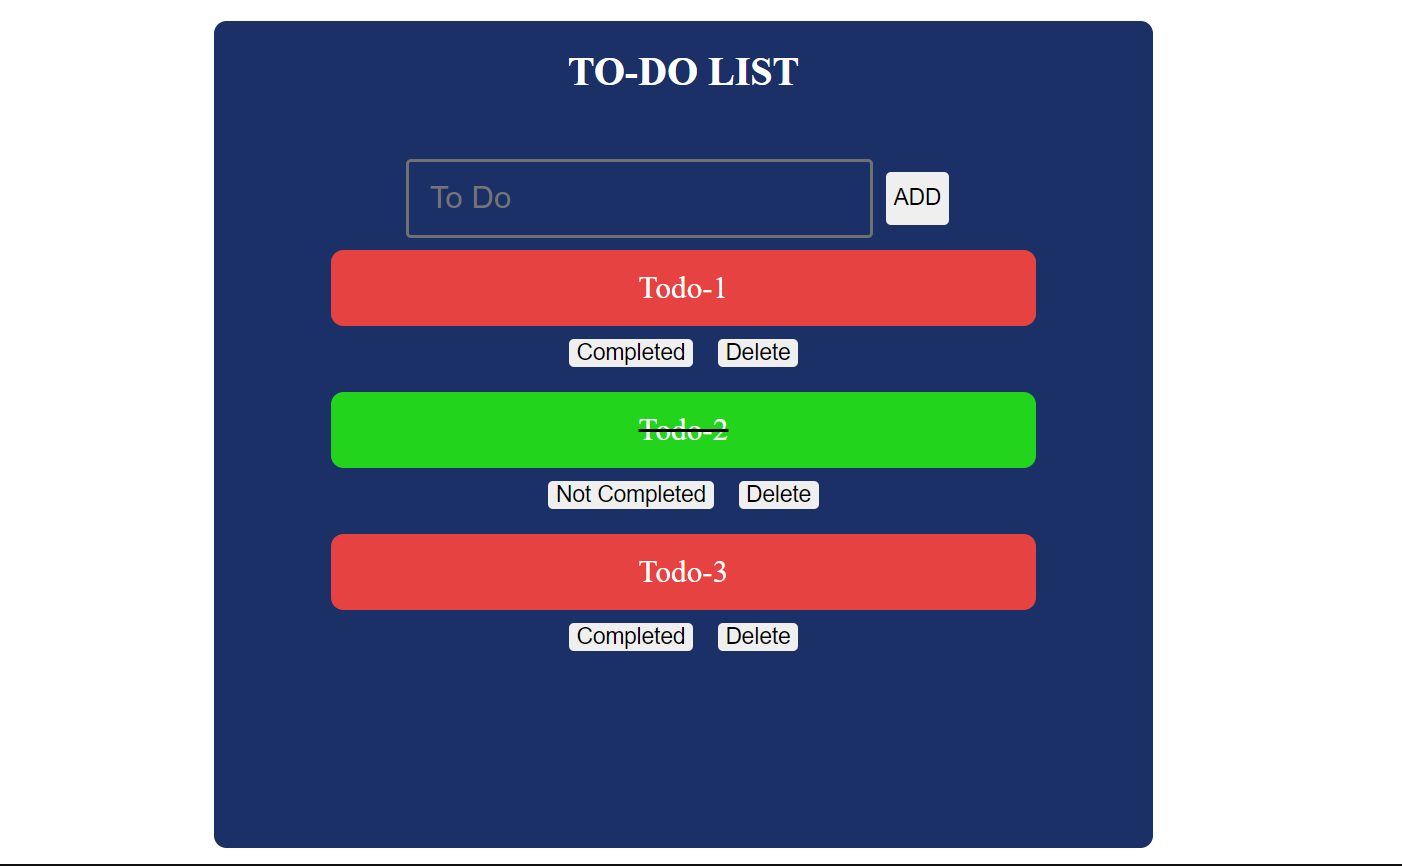 TO-DO LIST
To Do
ADD
Todo-1
Completed Delete
Todo-2
Not Completed Delete
Todo-3
Completed Delete